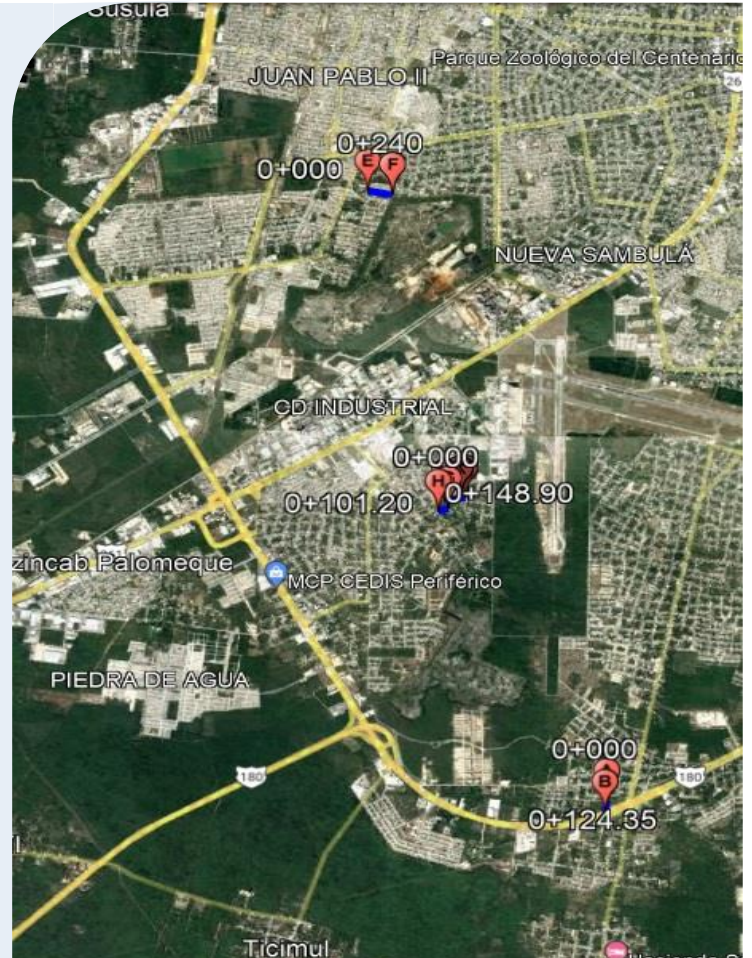 Susula
Parque Zoológico del Centenario
JUAN PABLO II
26
0+240
E
F
0+000
NUEVA SAMBULÁ
CD INDUSTRIAL
0+000
H
0+101.20
0+148.90
zincab Palomeque
MCP CEDIS Periférico
PIEDRA DE AGUA
0+000
180
180
B
0+124.35
Ticimul